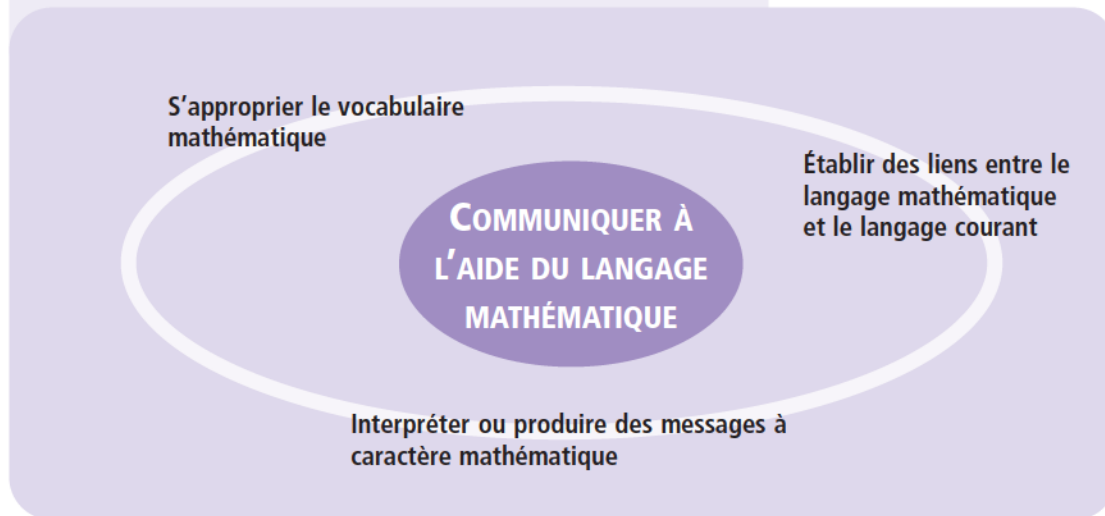 S'approprier le vocabulaire
mathématique
Établir des liens entre le
langage mathématique
et le langage courant
COMMUNIQUER À
L'AIDE DU LANGAGE
MATHÉMATIQUE
Interpréter ou produire des messages à
caractère mathématique